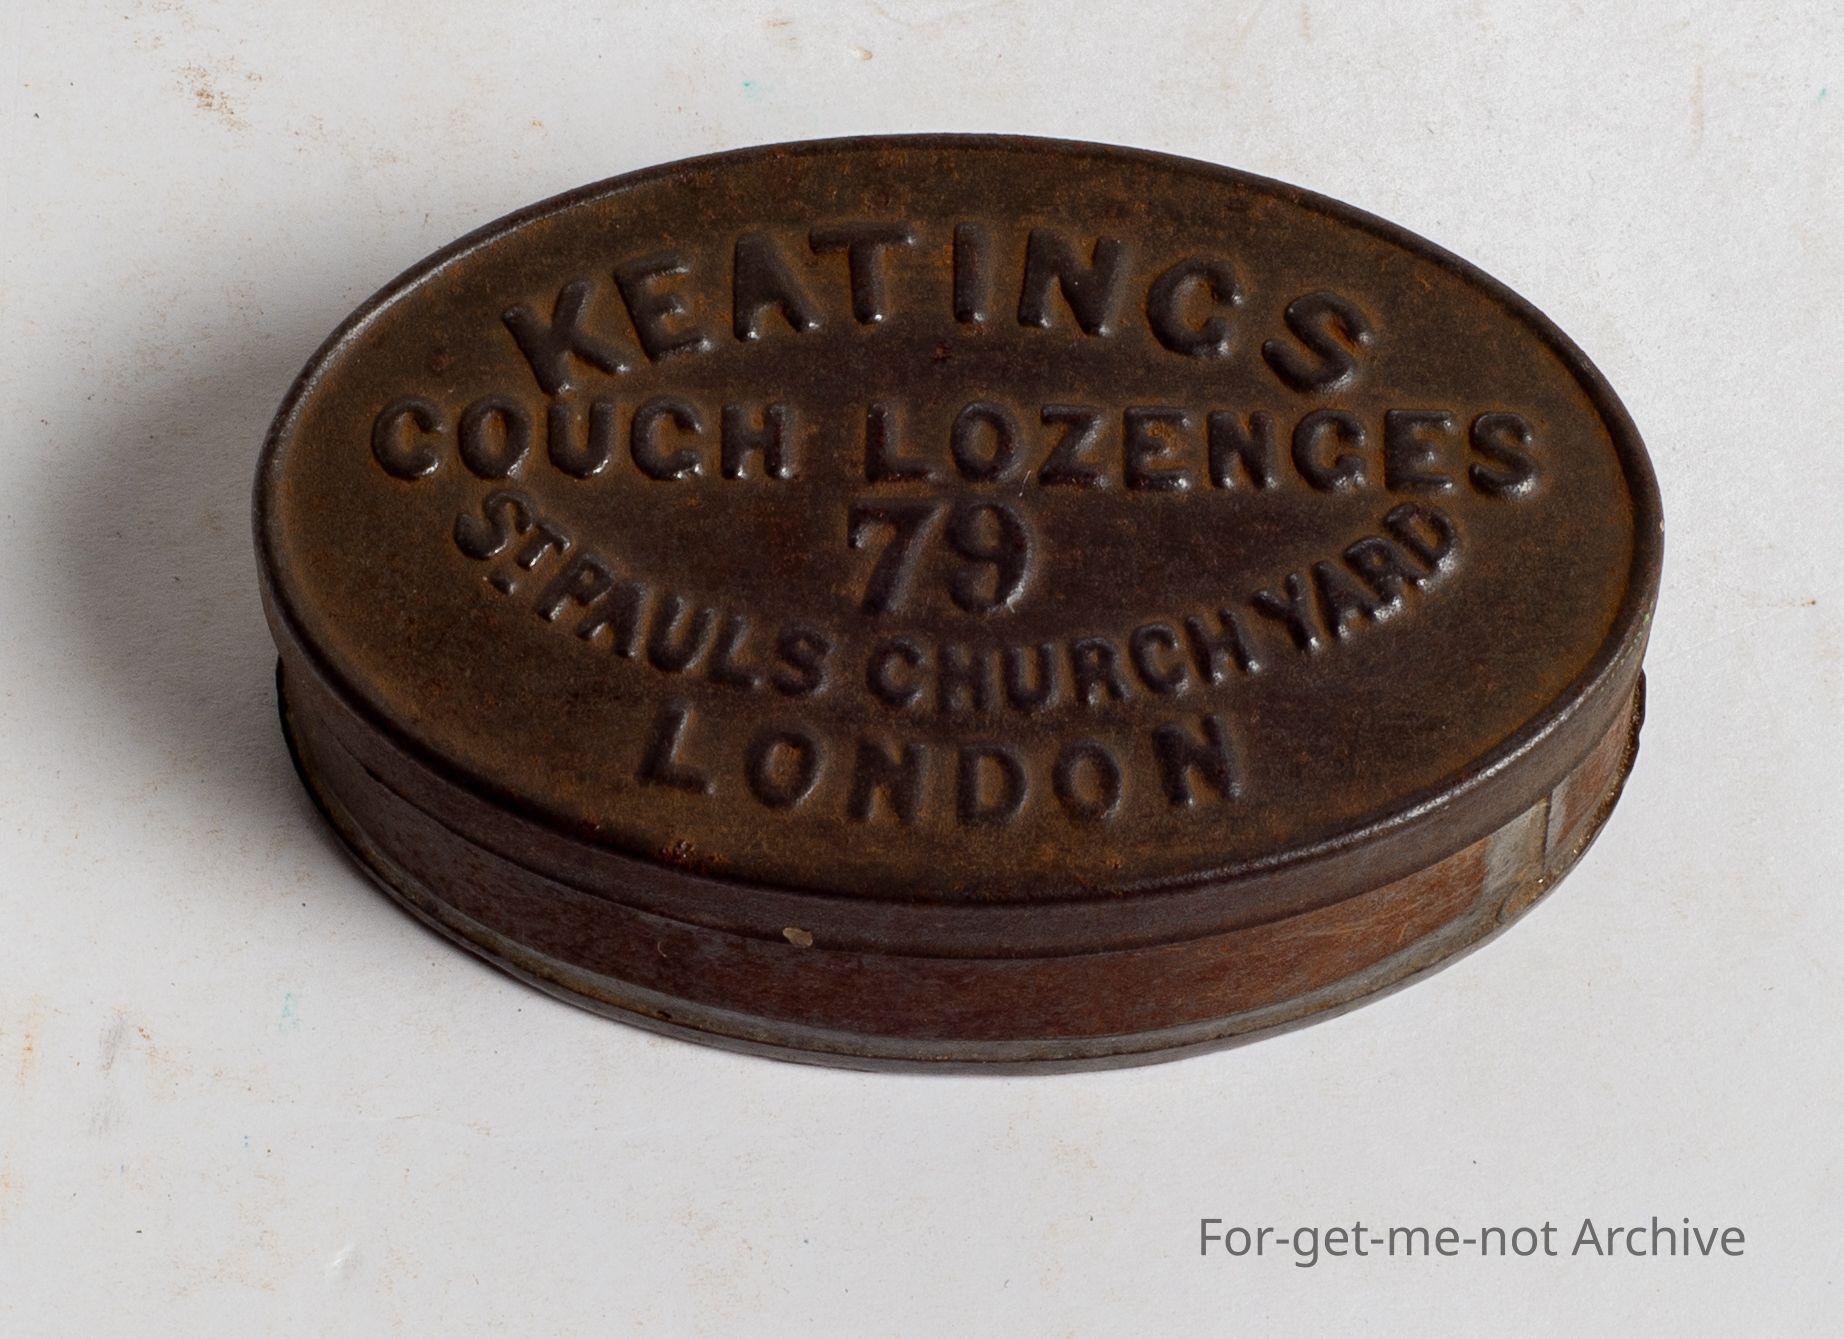 KEATINGS
COUGH LOZENGES
79
ST PAULS CHURCH YARD
LONDON
For-get-me-not Archive